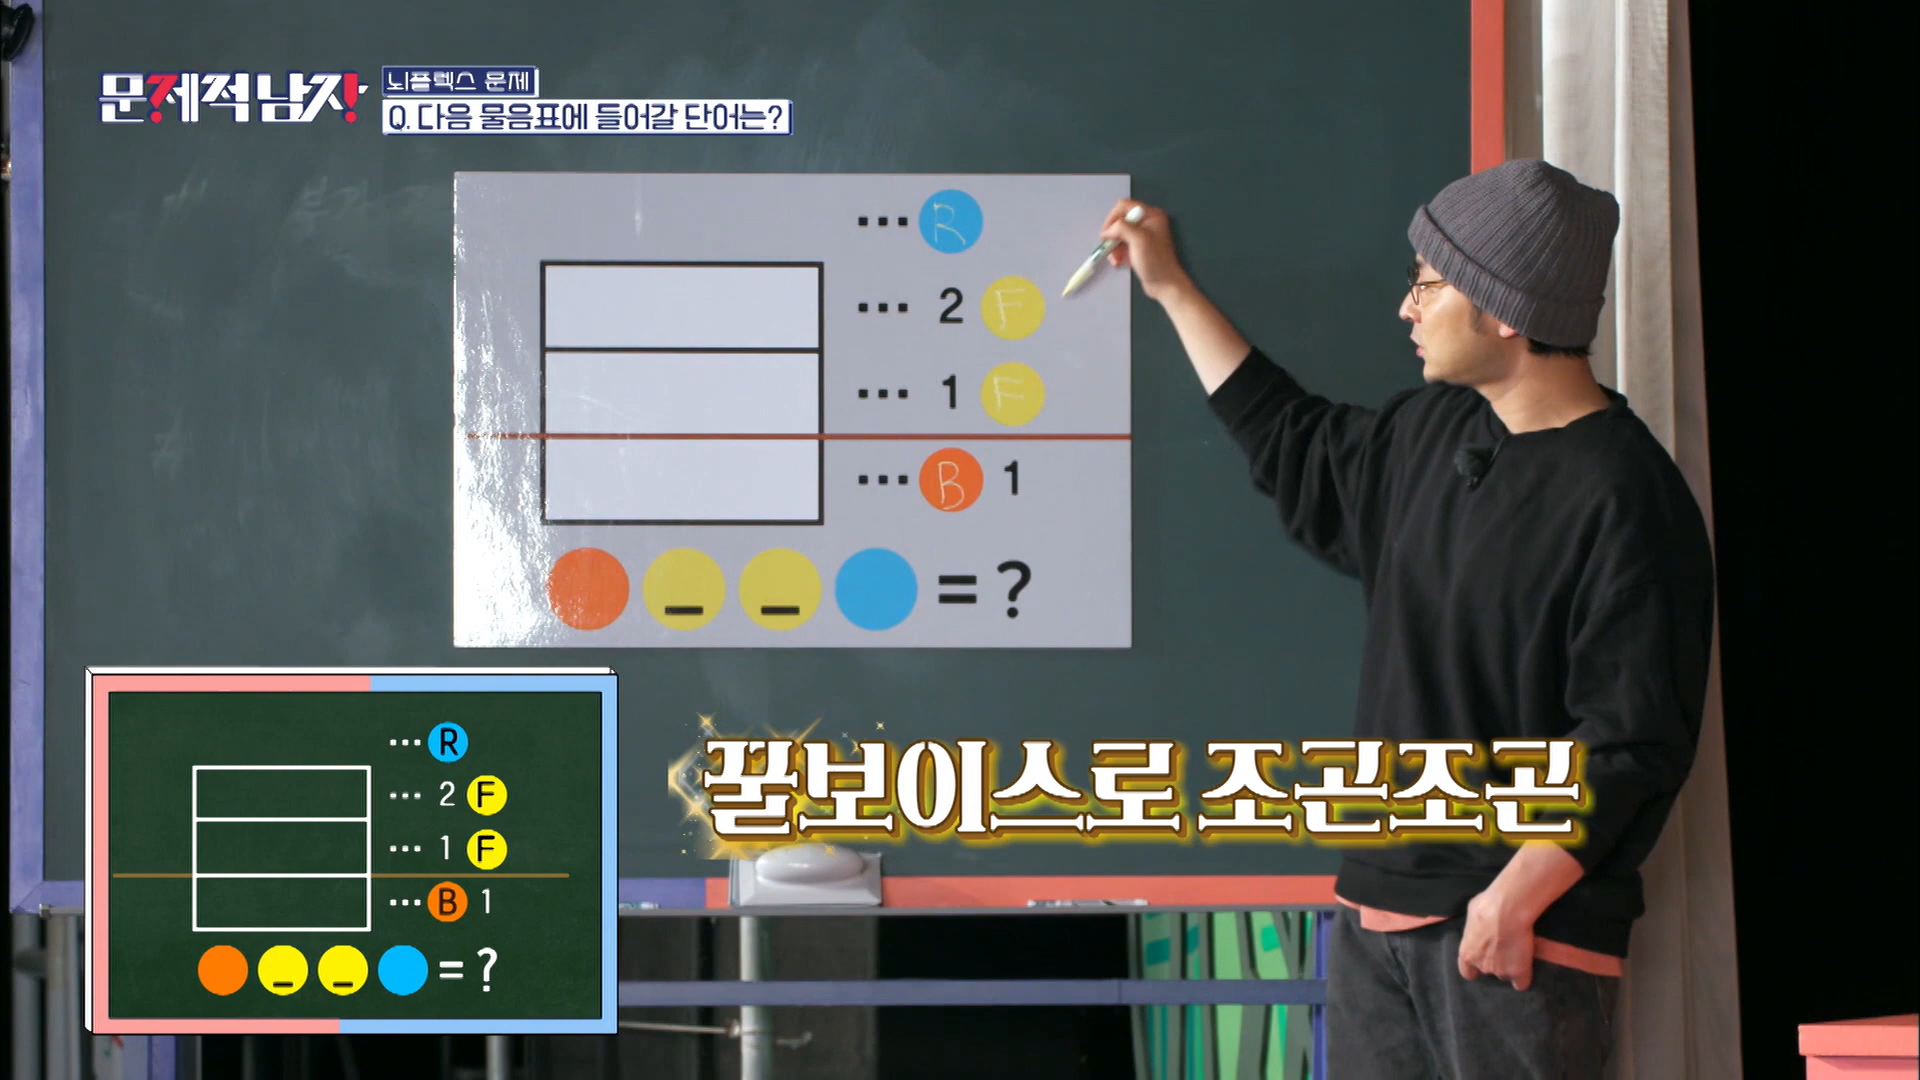 문제적남자
뇌플렉스 문제
Q. 다음 물음표에 들어갈 단어는?
... R
... 2 F
... 1 F
... B 1
_ _ = ?
... R
... 2 F
... 1 F
... B 1
_ _ = ?
꿀보이스로 조곤조곤